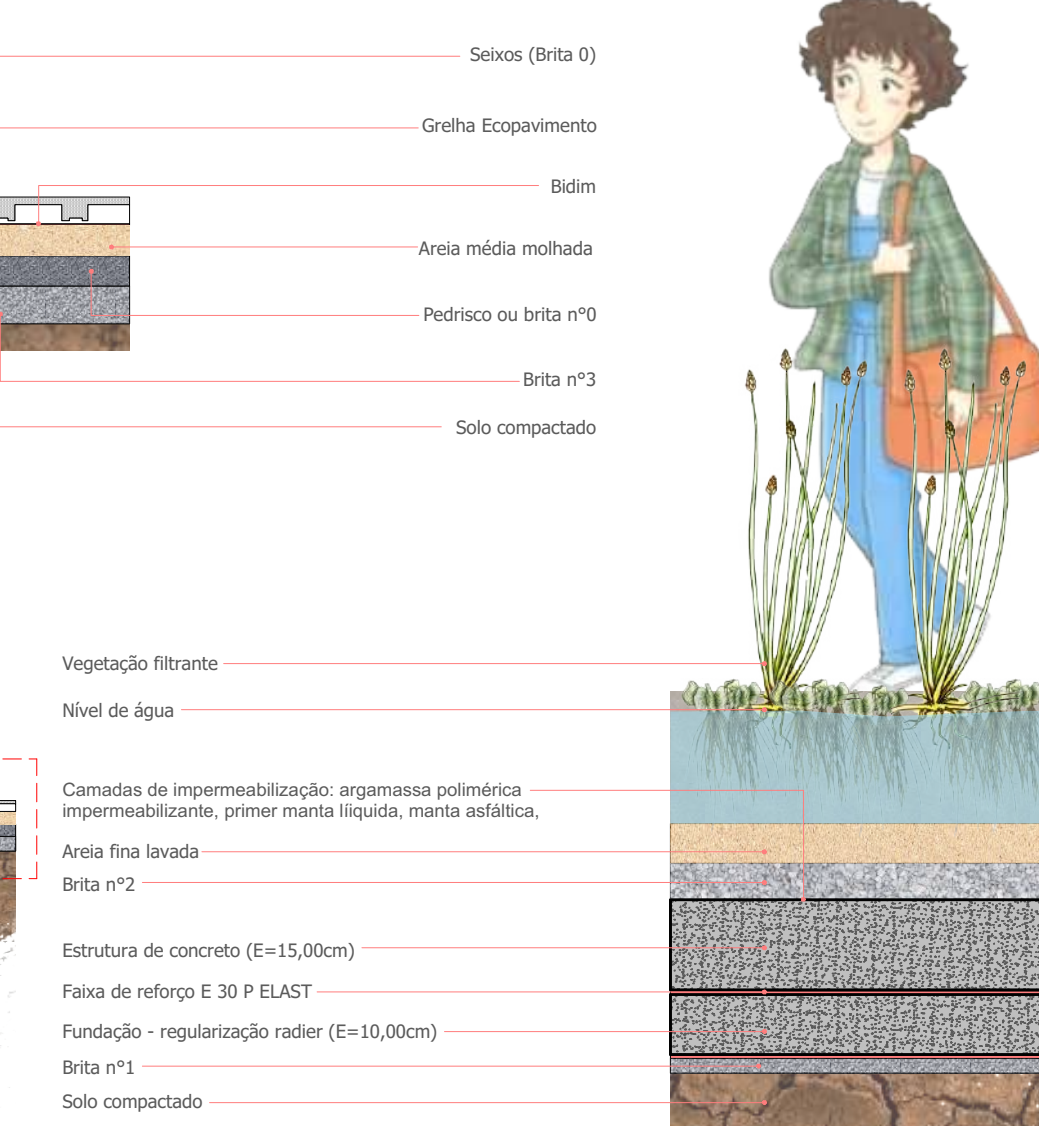 Seixos (Brita 0)
Grelha Ecopavimento
Bidim
Areia média molhada
Pedrisco ou brita n°0
Brita n°3
Solo compactado
Vegetação filtrante
Nível de água
Camadas de impermeabilização: argamassa polimérica
impermeabilizante, primer manta líiquida, manta asfáltica,
Areia fina lavada
Brita n°2
Estrutura de concreto (E=15,00cm)
Faixa de reforço E 30 P ELAST
Fundação - regularização radier (E=10,00cm)
Brita n°1
Solo compactado